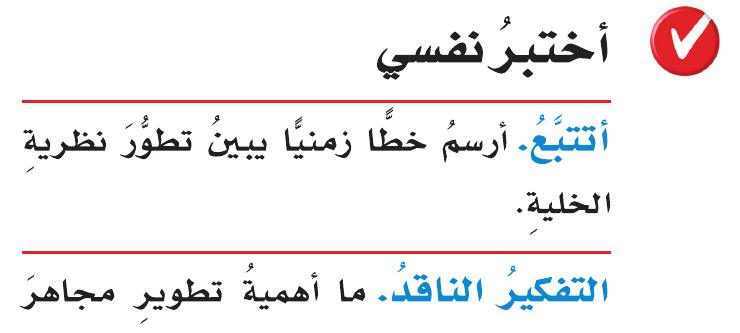 أختبرُ نفسي
أتتبَّعُ. أرسمُ خطًّا زمنيًّا يبينُ تطوُّرَ نظريةِ
الخليةِ.
التفكيرُ الناقدُ. ما أهميةُ تطويرِ مجاهرَ